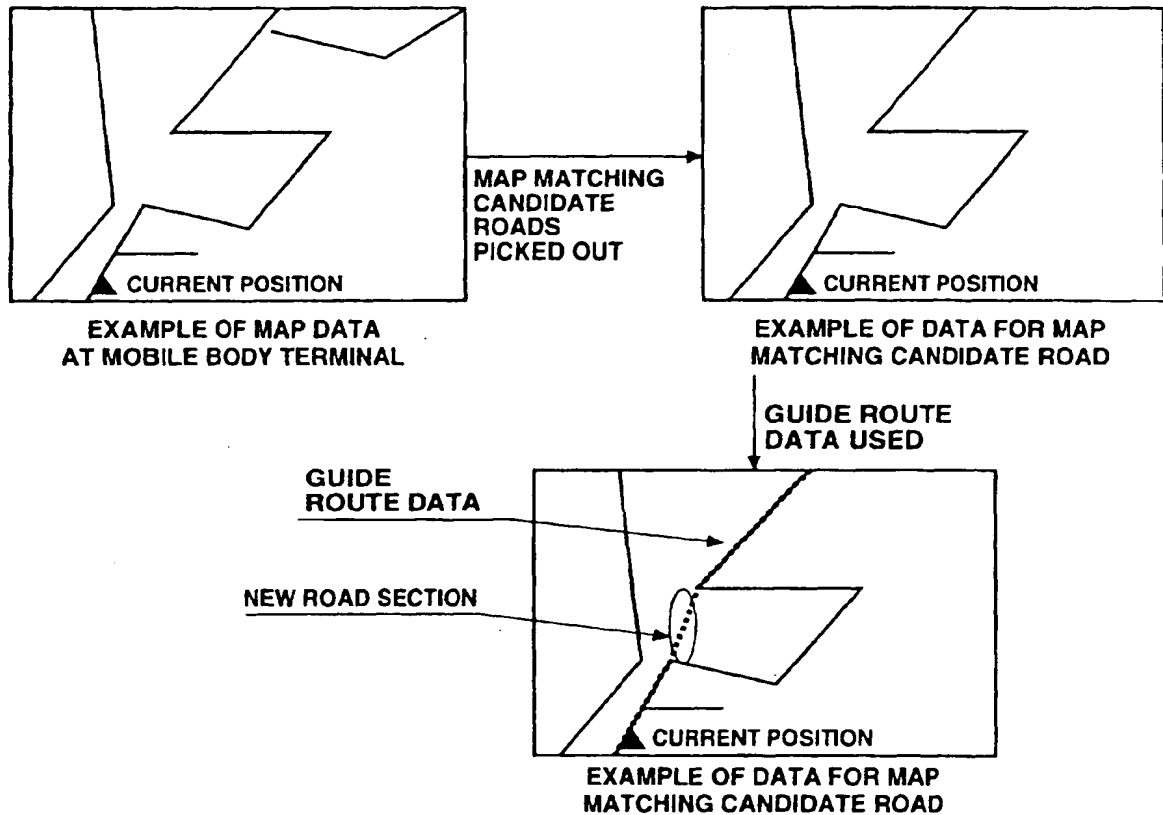 CURRENT POSITION
EXAMPLE OF MAP DATA
AT MOBILE BODY TERMINAL
MAP MATCHING
CANDIDATE
ROADS
PICKED OUT
CURRENT POSITION
EXAMPLE OF DATA FOR MAP
MATCHING CANDIDATE ROAD
GUIDE ROUTE
DATA USED
GUIDE
ROUTE DATA
NEW ROAD SECTION
CURRENT POSITION
EXAMPLE OF DATA FOR MAP
MATCHING CANDIDATE ROAD